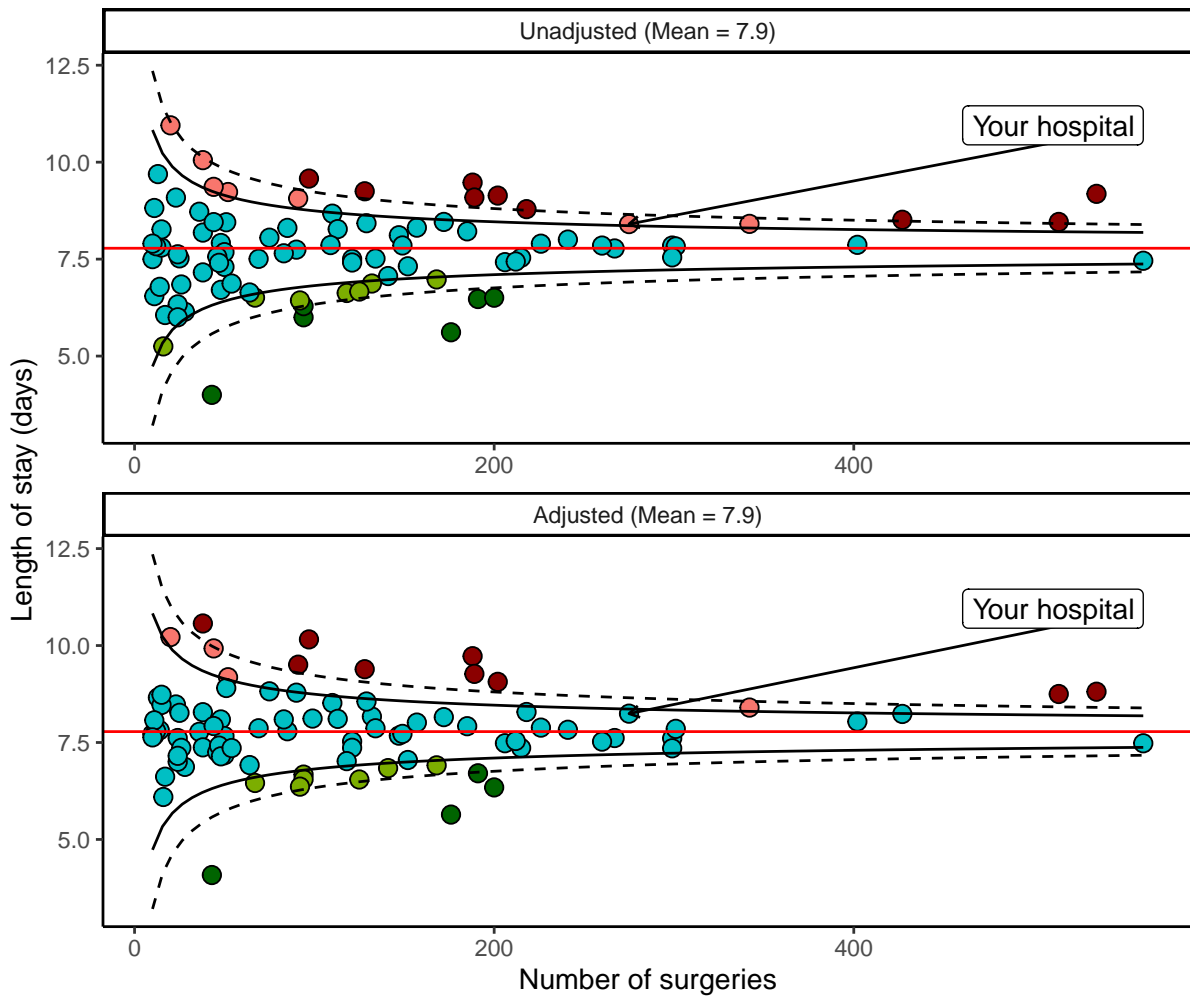 Unadjusted (Mean = 7.9)
12.5
10.0
7.5
5.0
Your hospital
0
200
400
Length of stay (days)
Adjusted (Mean = 7.9)
12.5
10.0
7.5
5.0
Your hospital
0
200
400
Number of surgeries